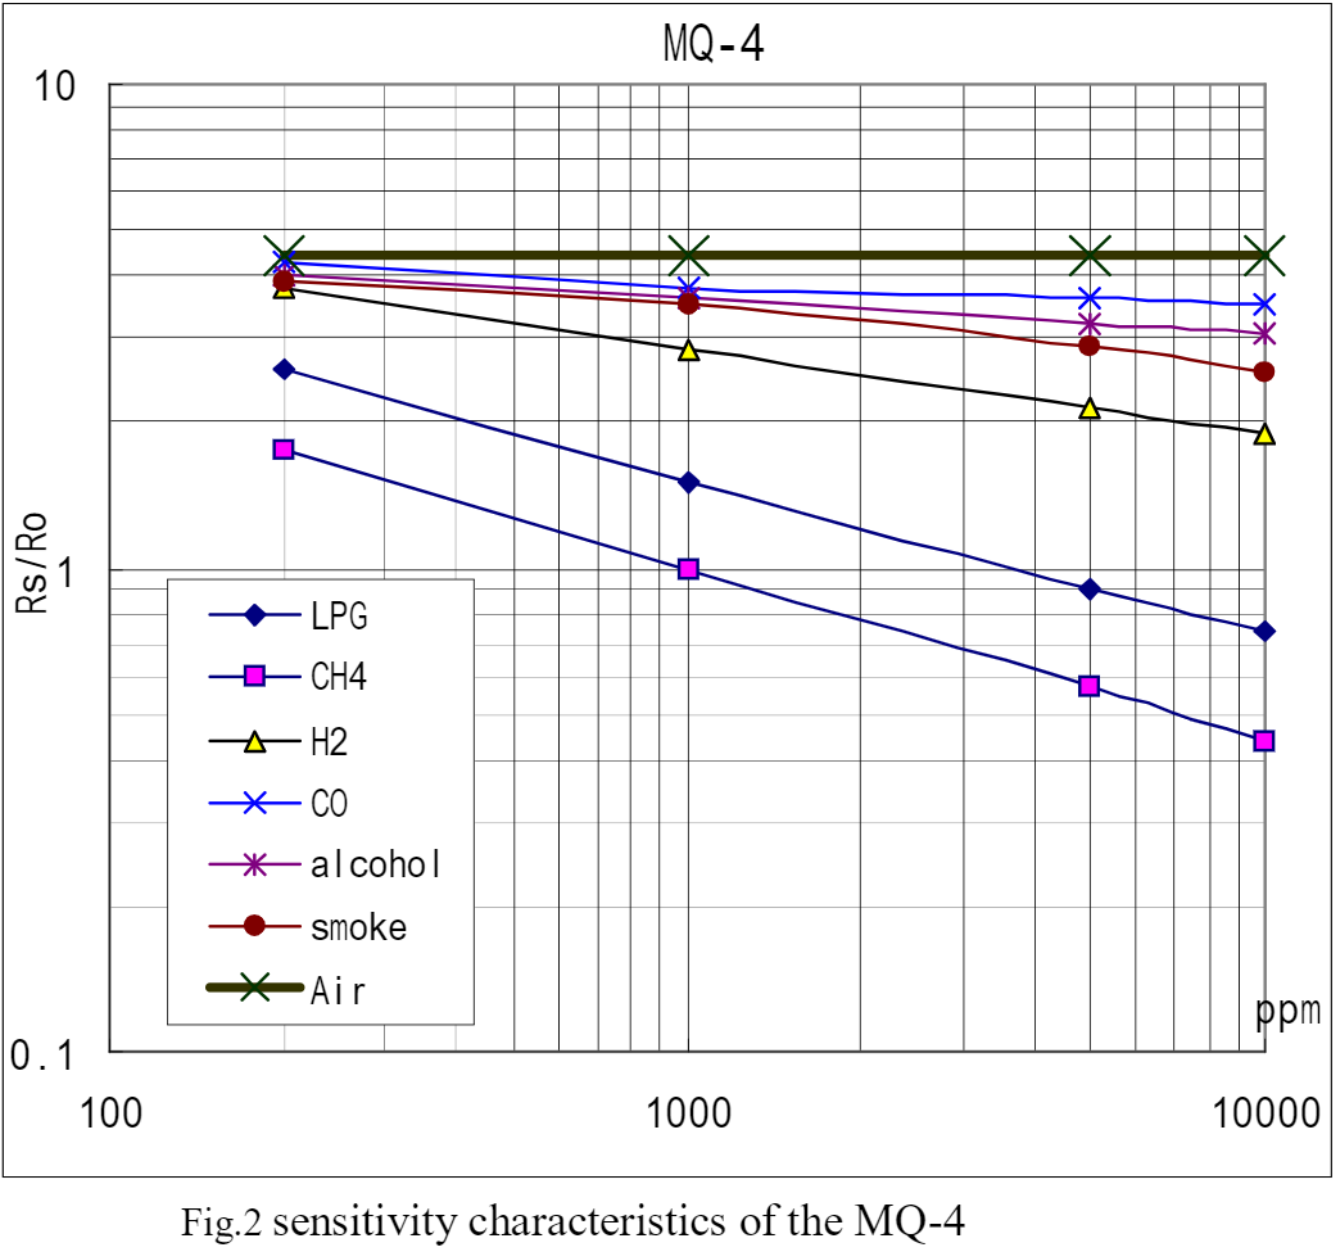 MQ-4
10
1
0.1
Rs/Ro
LPG
CH4
H2
CO
alcohol
smoke
Air
ppm
100 1000 10000
Fig.2 sensitivity characteristics of the MQ-4